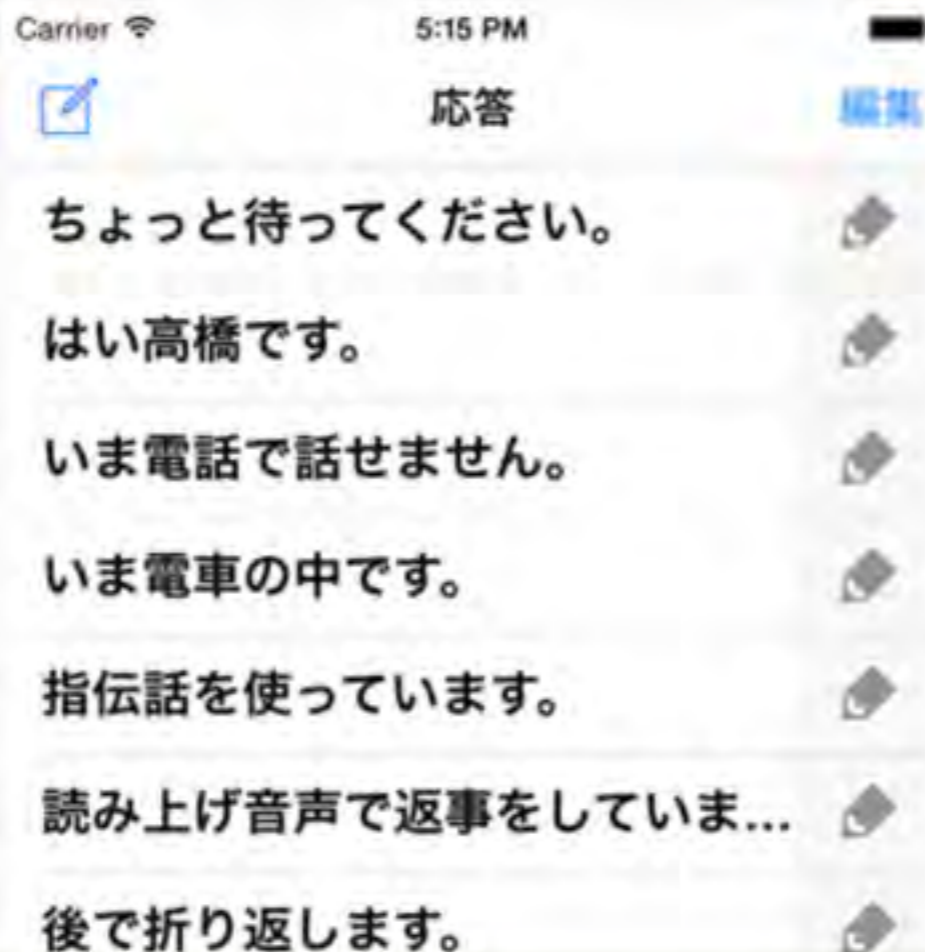 Carrier
5:15 PM
応答
編集
ちょっと待ってください。
はい高橋です。
いま電話で話せません。
いま電車の中です。
指伝話を使っています。
読み上げ音声で返事をしていま...
後で折り返します。